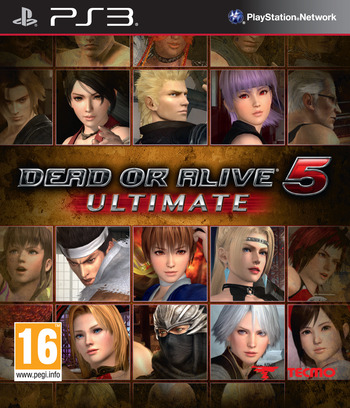 PS3
PlayStation®Network
DEAD OR ALIVE 5
ULTIMATE
16
www.pegi.info
TECMO